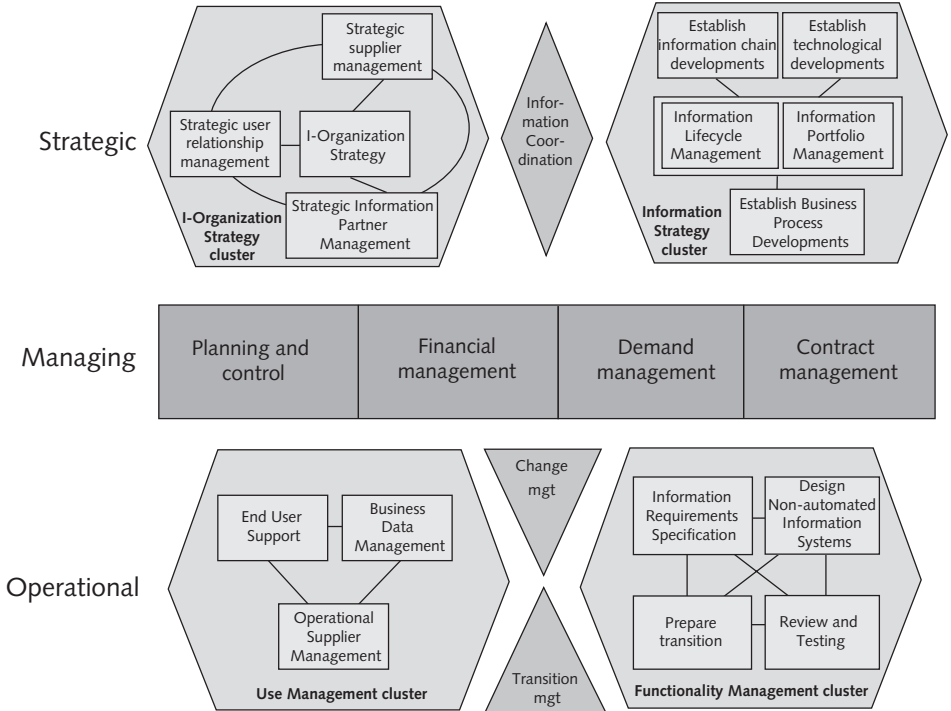 Strategic
Strategic
supplier
management
Strategic user
relationship
management
I-Organization
Strategy
Strategic Information
Partner
Management
I-Organization
Strategy
cluster
Infor-
mation
Coor-
dination
Establish
information chain
developments
Establish
technological
developments
Information
Lifecycle
Management
Information
Portfolio
Management
Establish Business
Process
Developments
Information
Strategy
cluster
Managing
Planning and
control
Financial
management
Demand
management
Contract
management
Operational
End User
Support
Business
Data
Management
Operational
Supplier
Management
Use Management cluster
Change
mgt
Transition
mgt
Information
Requirements
Specification
Design
Non-automated
Information
Systems
Prepare
transition
Review and
Testing
Functionality Management cluster